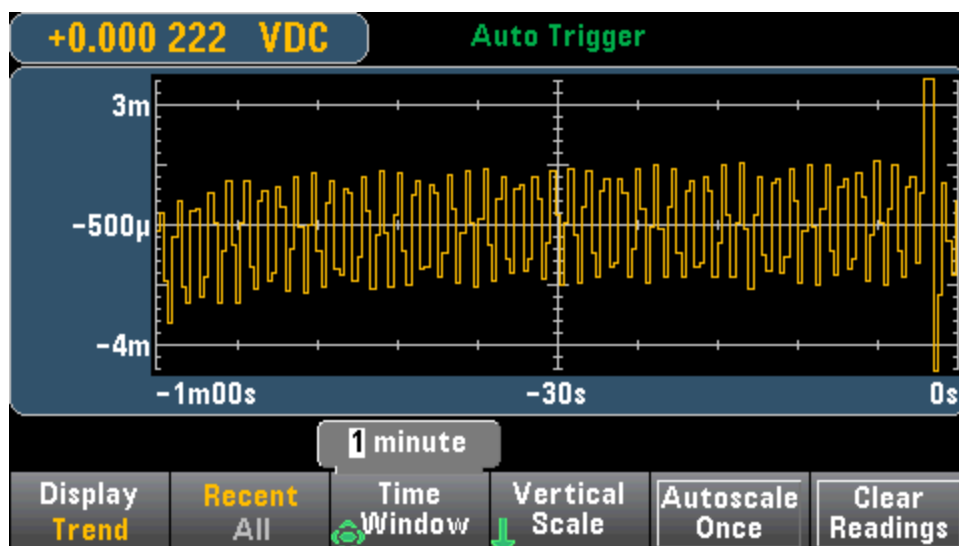 +0.000 222 VDC Auto Trigger
3m
-500µ
-4m
-1m00s -30s 0s
1 minute
Display Recent Time Vertical Autoscale Clear
Trend All Window Scale Once Readings